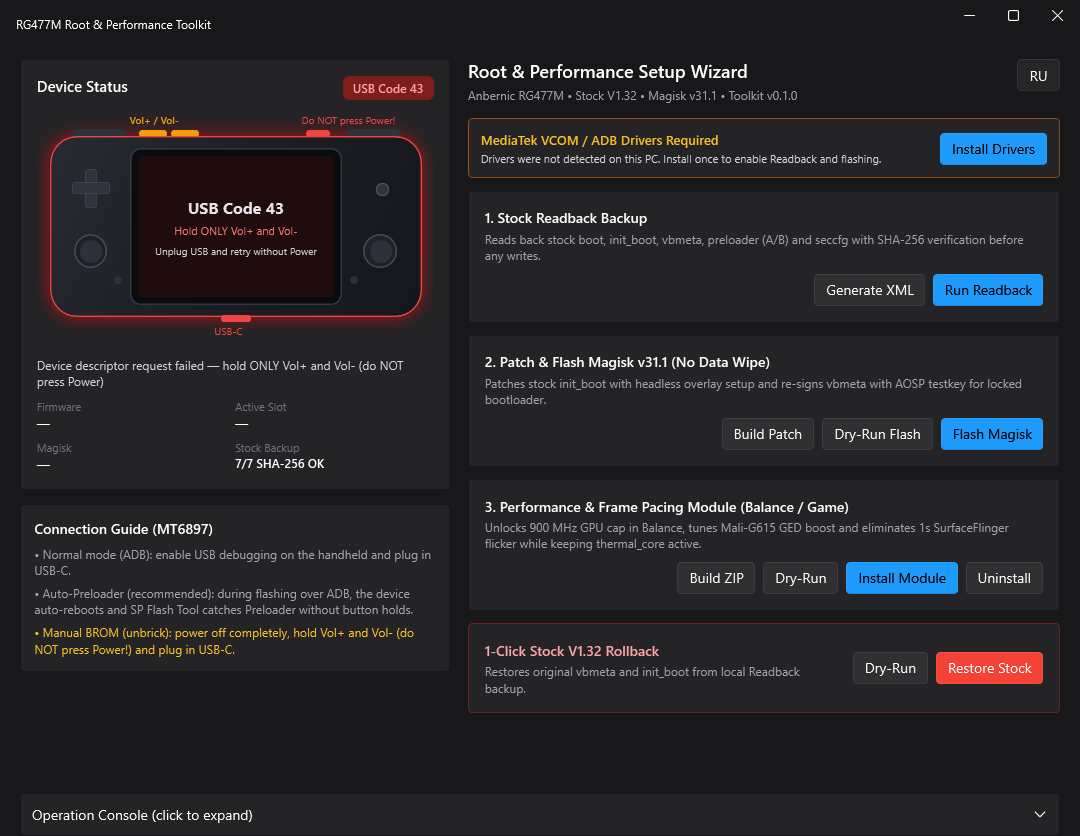 RG477M Root & Performance Toolkit
Device Status
USB Code 43
Vol+ / Vol-
Do NOT press Power!
USB Code 43
Hold ONLY Vol+ and Vol-
Unplug USB and retry without Power
USB-C
Device descriptor request failed — hold ONLY Vol+ and Vol- (do NOT
press Power)
Firmware
—
Active Slot
—
Magisk
—
Stock Backup
7/7 SHA-256 OK
Connection Guide (MT6897)
• Normal mode (ADB): enable USB debugging on the handheld and plug in
USB-C.
• Auto-Preloader (recommended): during flashing over ADB, the device
auto-reboots and SP Flash Tool catches Preloader without button holds.
• Manual BROM (unbrick): power off completely, hold Vol+ and Vol- (do
NOT press Power!) and plug in USB-C.
Root & Performance Setup Wizard
Anbernic RG477M • Stock V1.32 • Magisk v31.1 • Toolkit v0.1.0
RU
MediaTek VCOM / ADB Drivers Required
Drivers were not detected on this PC. Install once to enable Readback and flashing.
Install Drivers
1. Stock Readback Backup
Reads back stock boot, init_boot, vbmeta, preloader (A/B) and seccfg with SHA-256 verification before
any writes.
Generate XML
Run Readback
2. Patch & Flash Magisk v31.1 (No Data Wipe)
Patches stock init_boot with headless overlay setup and re-signs vbmeta with AOSP testkey for locked
bootloader.
Build Patch
Dry-Run Flash
Flash Magisk
3. Performance & Frame Pacing Module (Balance / Game)
Unlocks 900 MHz GPU cap in Balance, tunes Mali-G615 GED boost and eliminates 1s SurfaceFlinger
flicker while keeping thermal_core active.
Build ZIP
Dry-Run
Install Module
Uninstall
1-Click Stock V1.32 Rollback
Restores original vbmeta and init_boot from local Readback
backup.
Dry-Run
Restore Stock
Operation Console (click to expand)